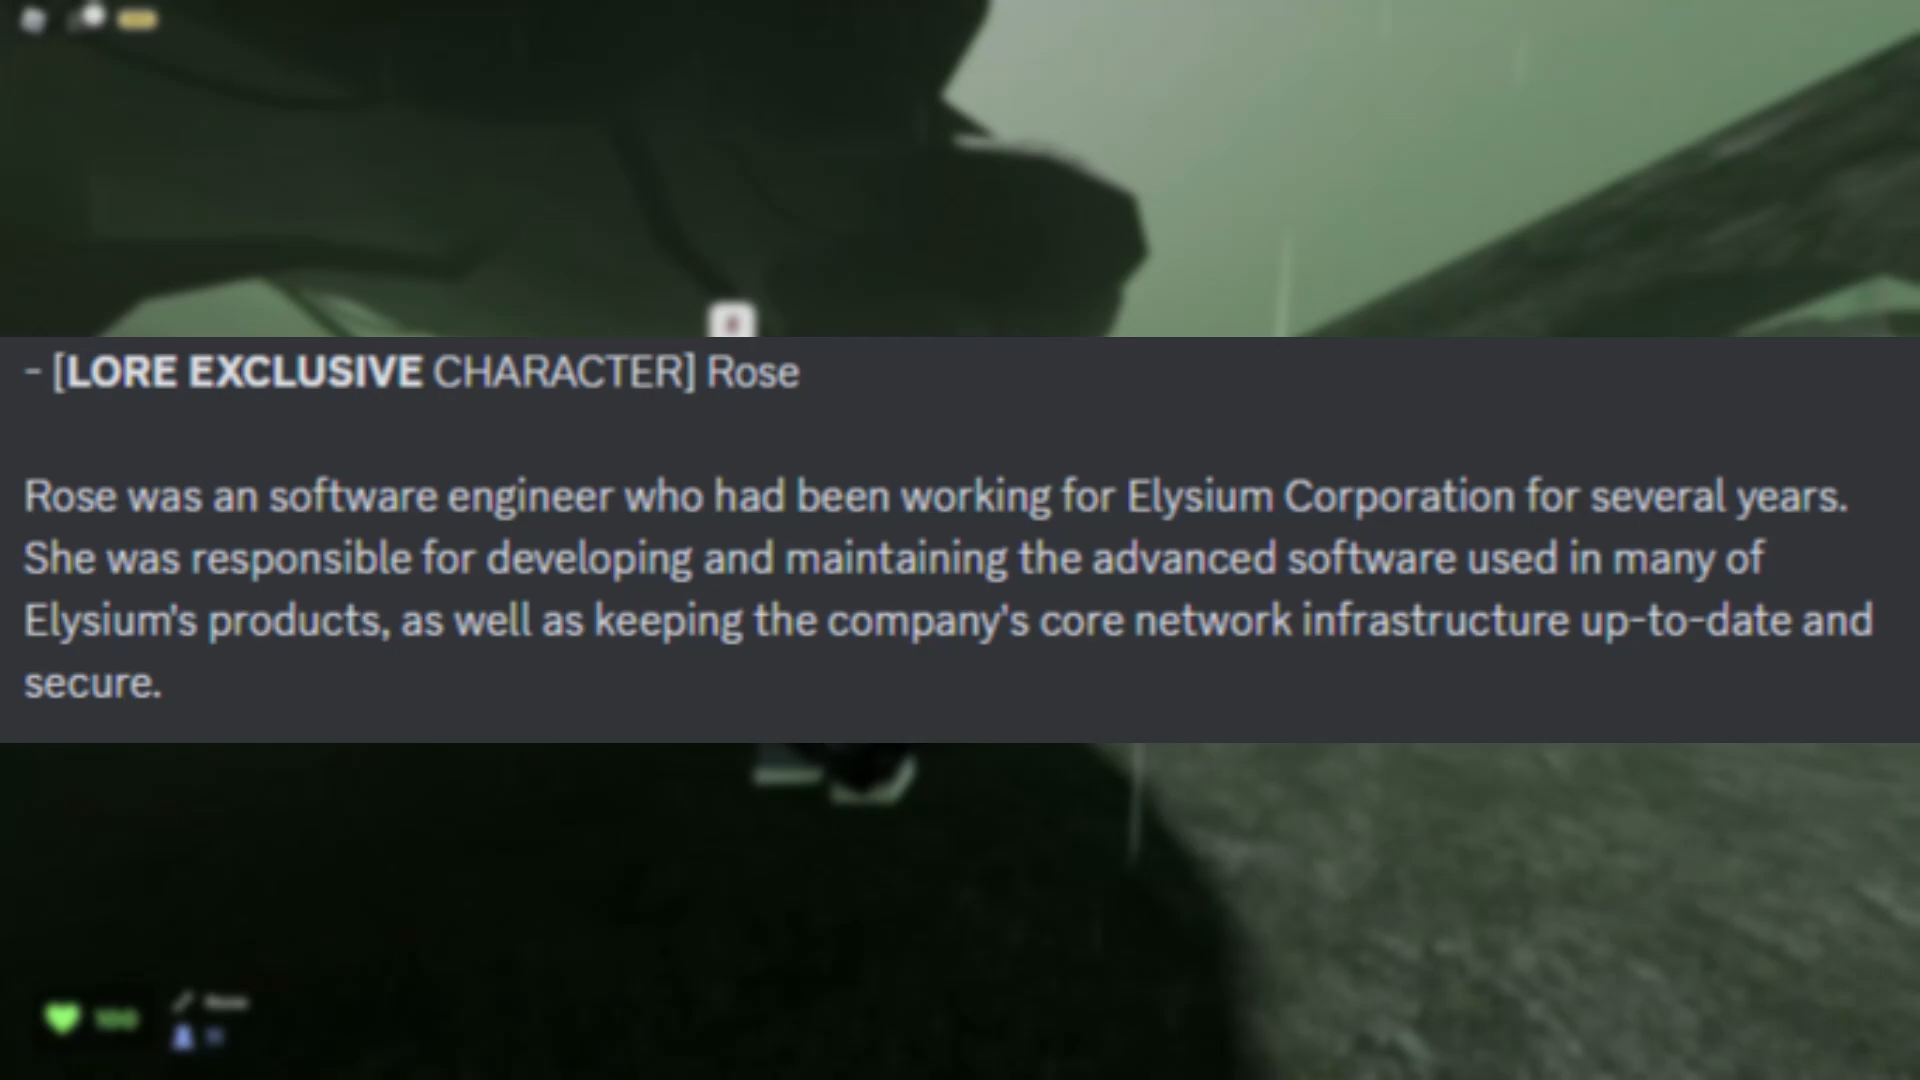 - [LORE EXCLUSIVE CHARACTER] Rose
Rose was an software engineer who had been working for Elysium Corporation for several years.
She was responsible for developing and maintaining the advanced software used in many of
Elysium's products, as well as keeping the company's core network infrastructure up-to-date and
secure.
100